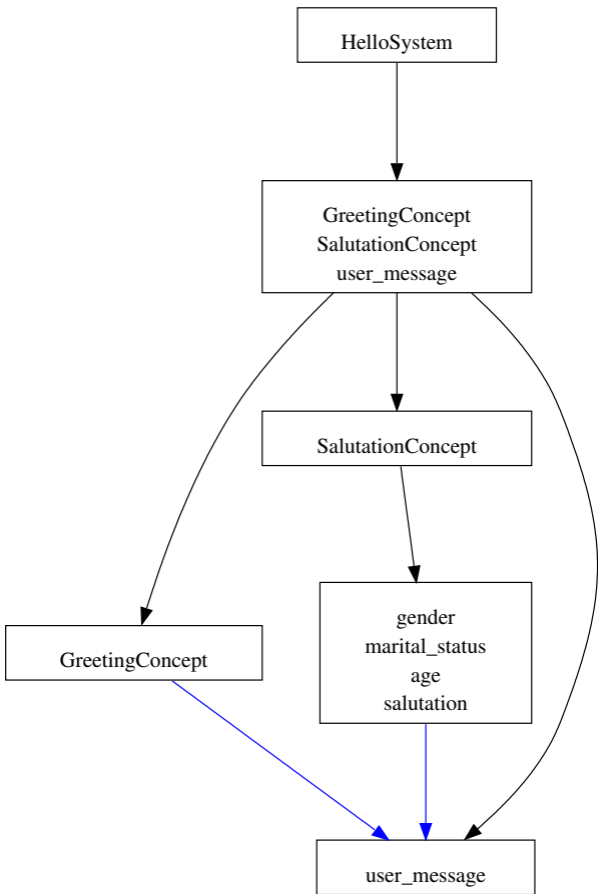 HelloSystem
GreetingConcept
SalutationConcept
user_message
SalutationConcept
gender
marital_status
age
salutation
GreetingConcept
user_message